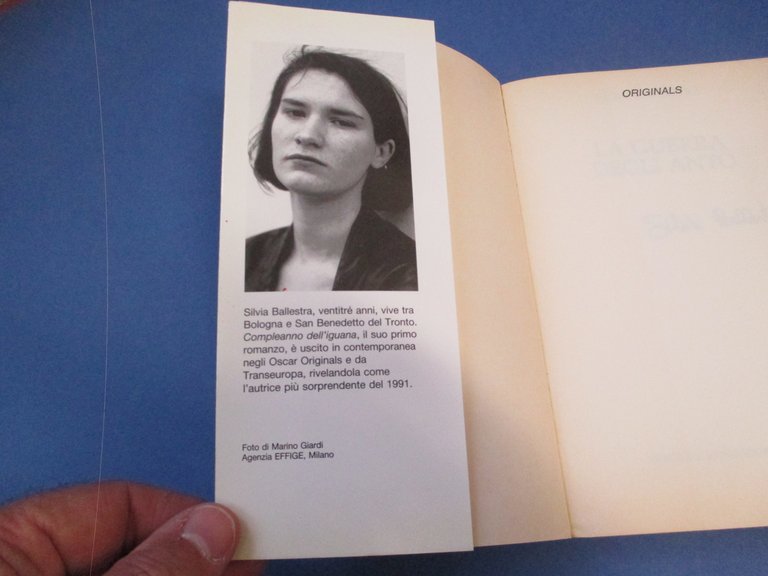 Silvia Ballestra, ventitré anni, vive tra
Bologna e San Benedetto del Tronto.
Compleanno dell'iguana, il suo primo
romanzo, è uscito in contemporanea
negli Oscar Originals e da
Transeuropa, rivelandola come
l'autrice più sorprendente del 1991.
Foto di Marino Giardi
Agenzia EFFIGE, Milano
ORIGINALS